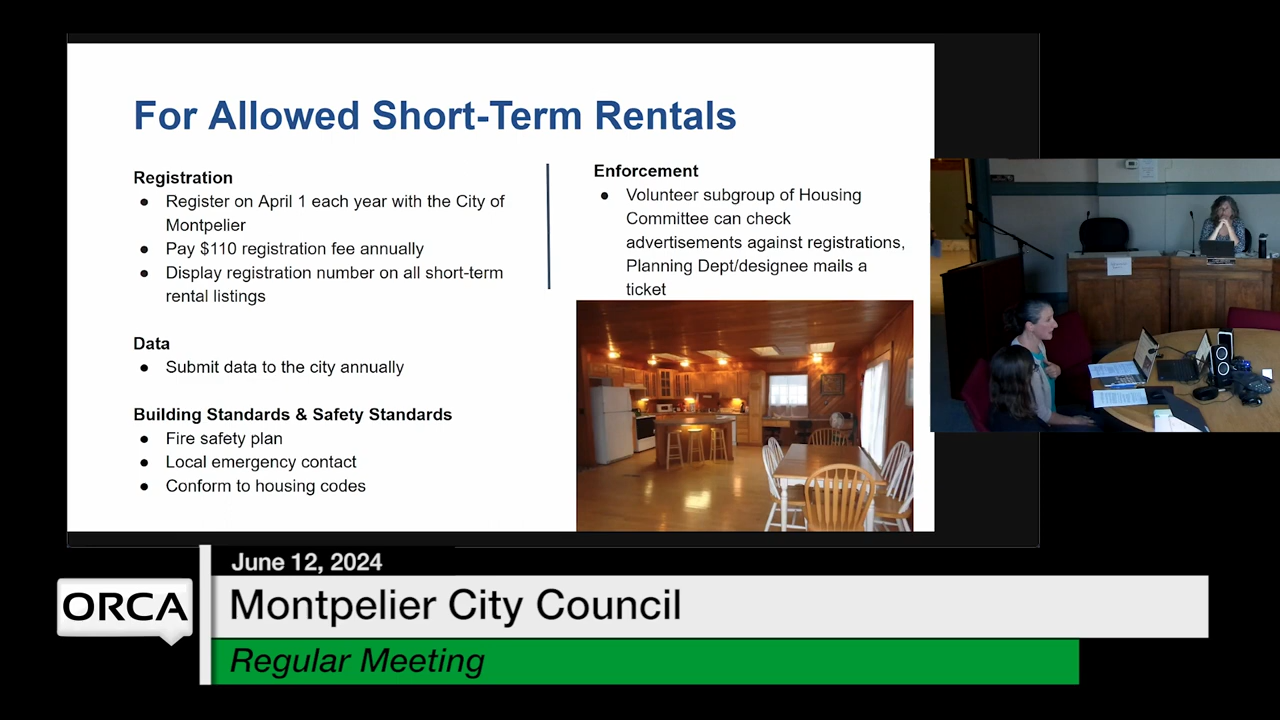 For Allowed Short-Term Rentals
Registration
● Register on April 1 each year with the City of
Montpelier
● Pay $110 registration fee annually
● Display registration number on all short-term
rental listings
Data
● Submit data to the city annually
Building Standards & Safety Standards
● Fire safety plan
● Local emergency contact
● Conform to housing codes
Enforcement
● Volunteer subgroup of Housing
Committee can check
advertisements against registrations,
Planning Dept/designee mails a
ticket
June 12, 2024
ORCA
Montpelier City Council
Regular Meeting